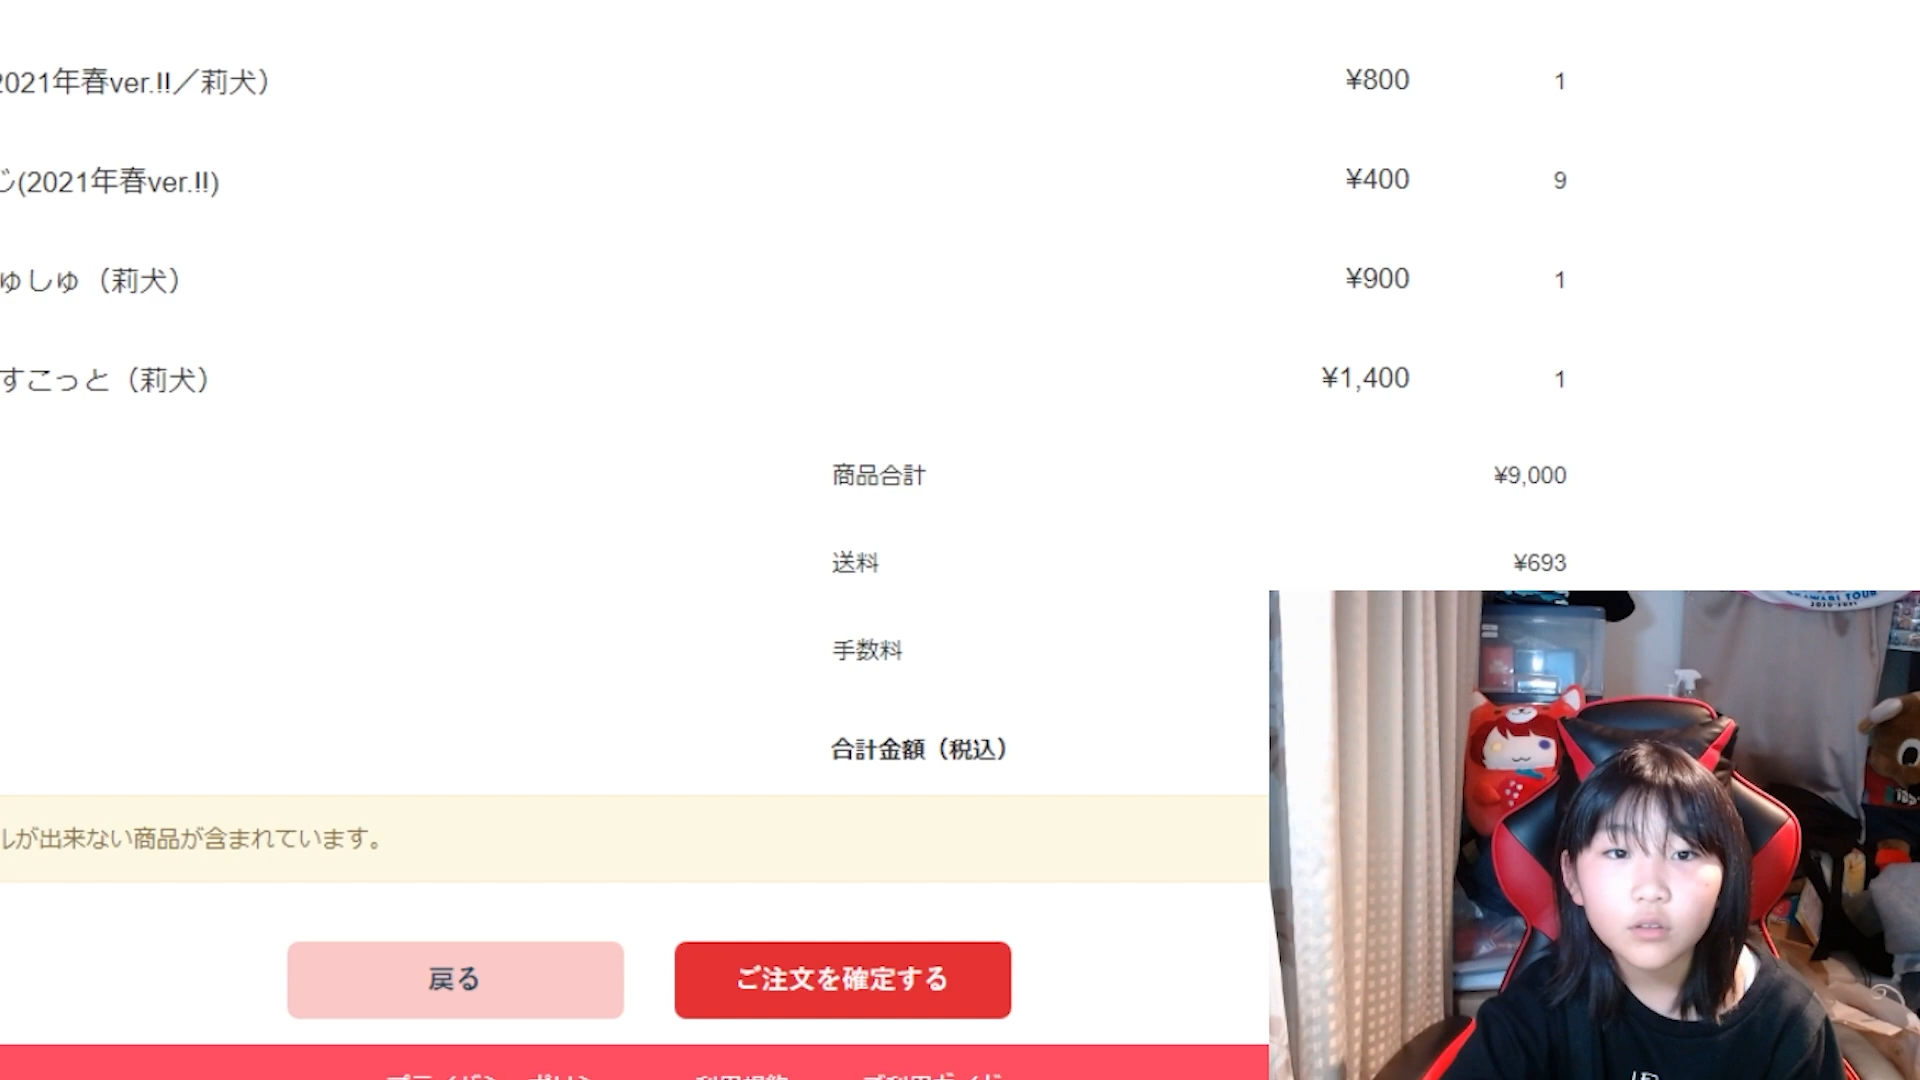 2021年春ver.!!／莉犬） ¥800 1
じ(2021年春ver.!!) ¥400 9
ゅしゅ（莉犬） ¥900 1
すこっと（莉犬） ¥1,400 1
商品合計 ¥9,000
送料 ¥693
手数料
合計金額（税込）
ルが出来ない商品が含まれています。
戻る ご注文を確定する
TOUR